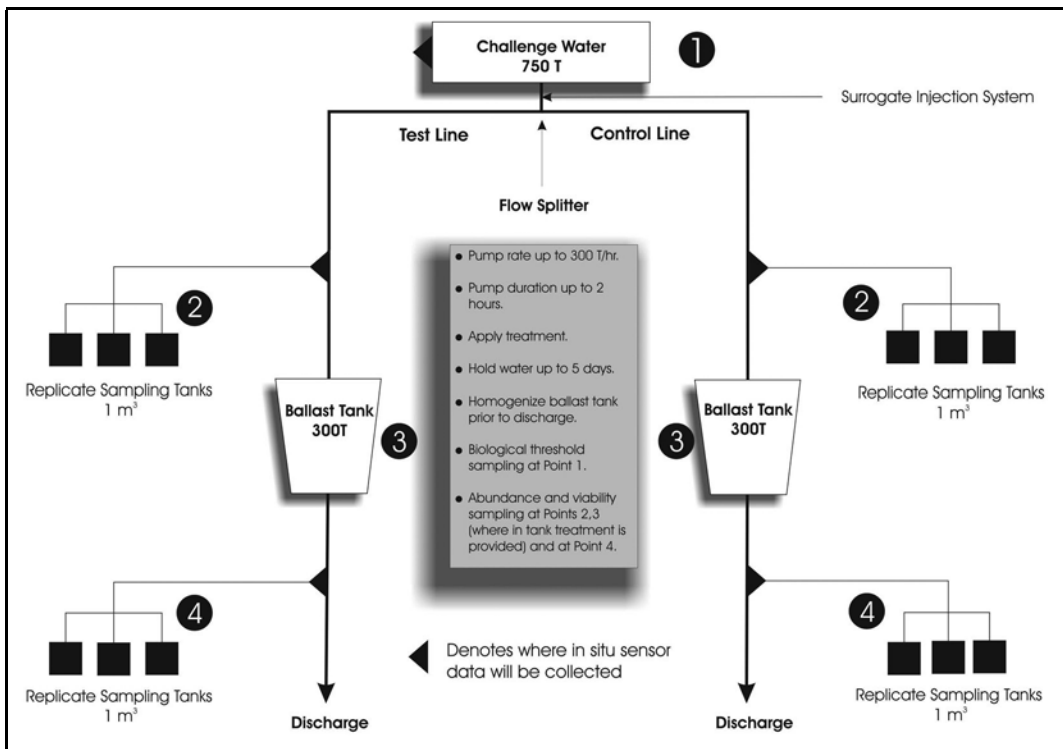 Challenge Water
750 T
1
Surrogate Injection System
Test Line
Control Line
Flow Splitter
• Pump rate up to 300 T/hr.
• Pump duration up to 2
hours.
• Apply treatment.
• Hold water up to 5 days.
• Homogenize ballast tank
prior to discharge.
• Biological threshold
sampling at Point 1.
• Abundance and viability
sampling at Points 2,3
(where in tank treatment is
provided) and at Point 4.
2
Replicate Sampling Tanks
1 m³
2
Replicate Sampling Tanks
1 m³
Ballast Tank
300T
3
3
Ballast Tank
300T
4
Replicate Sampling Tanks
1 m³
4
Replicate Sampling Tanks
1 m³
Denotes where in situ sensor
data will be collected
Discharge
Discharge